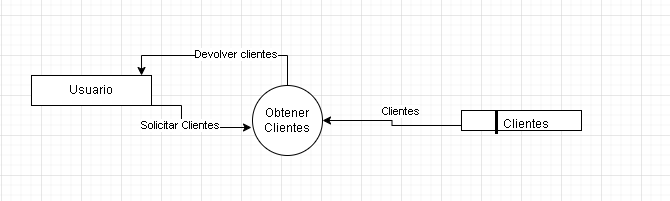 Devolver clientes
Usuario
Solicitar Clientes
Obtener
Clientes
Clientes
Clientes